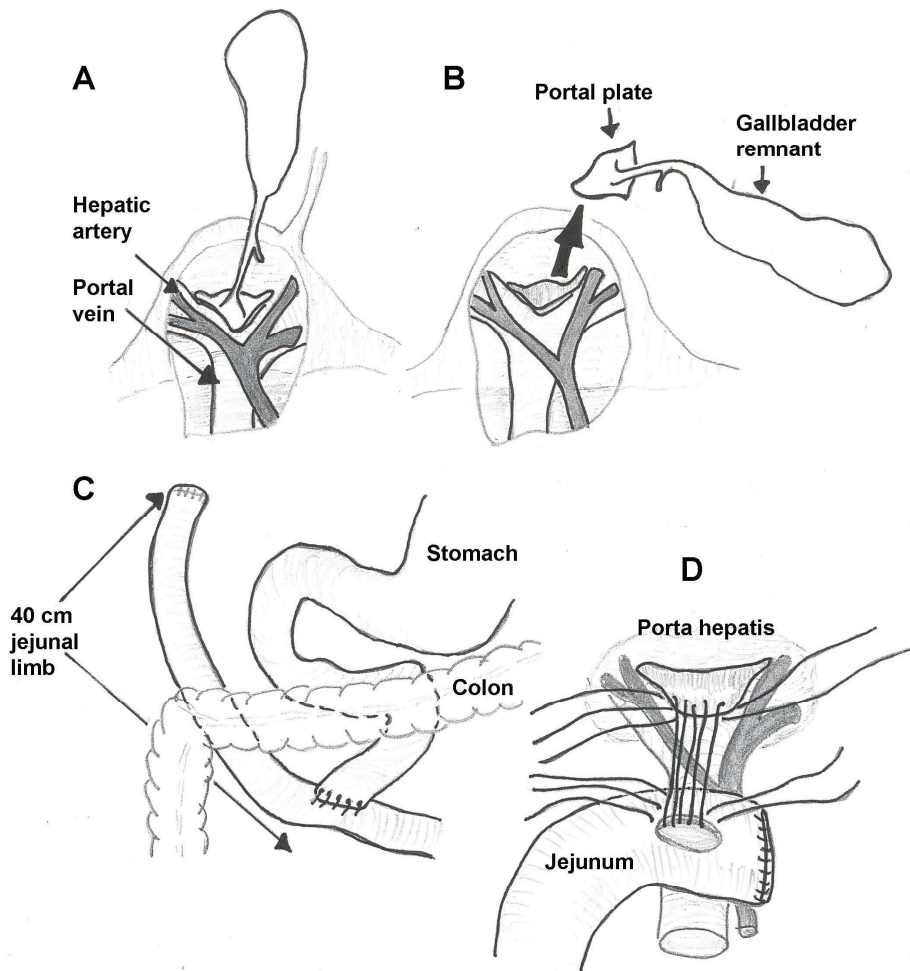 A
B
Portal plate
Gallbladder
remnant
Hepatic
artery
Portal
vein
C
Stomach
D
40 cm
jejunal
limb
Porta hepatis
Colon
Jejunum